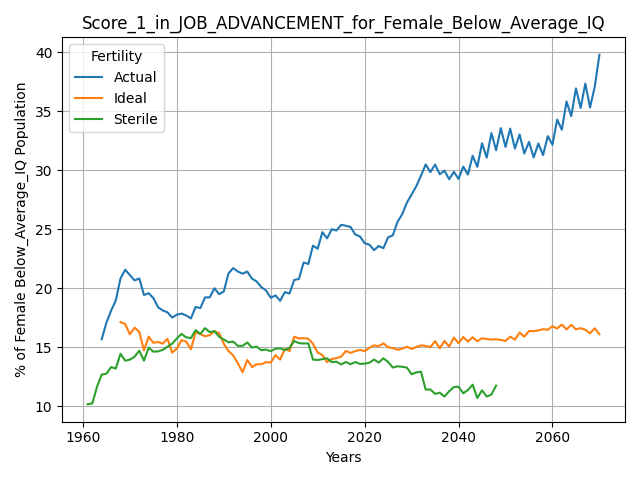 Score_1_in_JOB_ADVANCEMENT_for_Female_Below_Average_IQ
Fertility
Actual
Ideal
Sterile
% of Female Below_Average_IQ Population
40
35
30
25
20
15
10
1960
1980
2000
2020
2040
2060
Years